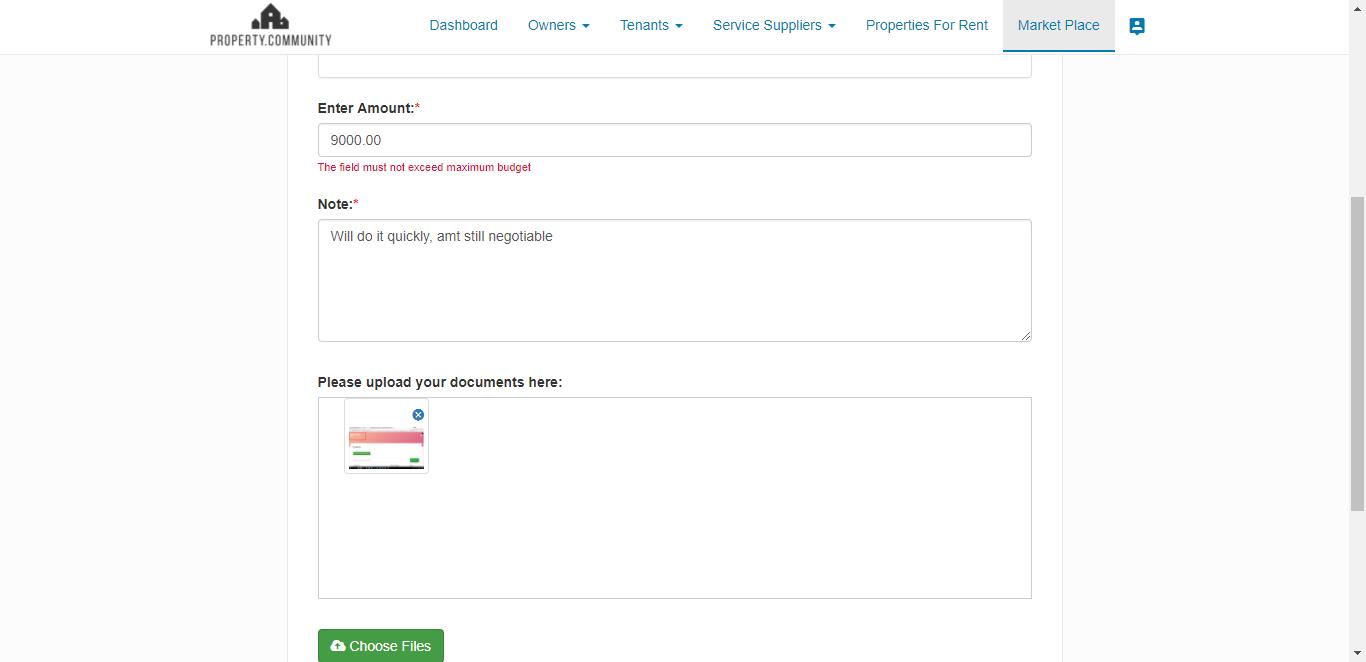 PROPERTY.COMMUNITY
Dashboard Owners Tenants Service Suppliers Properties For Rent Market Place
Enter Amount:*
9000.00
The field must not exceed maximum budget
Note:*
Will do it quickly, amt still negotiable
Please upload your documents here:
Choose Files